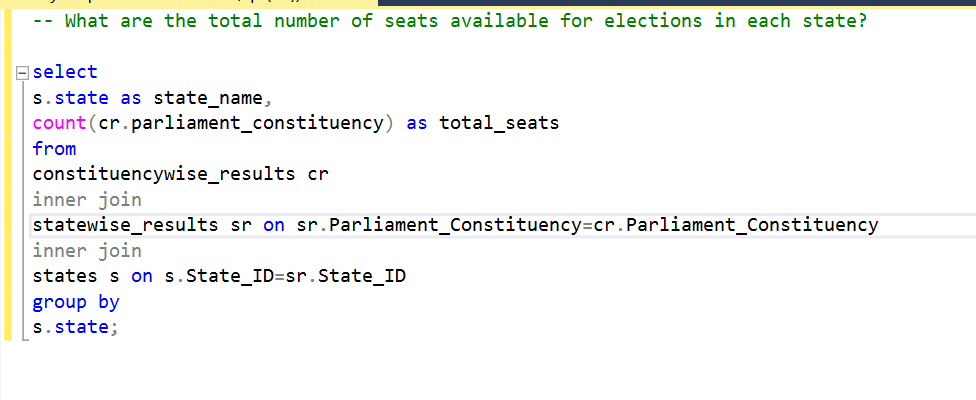 -- What are the total number of seats available for elections in each state?
select
s.state as state_name,
count(cr.parliament_constituency) as total_seats
from
constituencywise_results cr
inner join
statewise_results sr on sr.Parliament_Constituency=cr.Parliament_Constituency
inner join
states s on s.State_ID=sr.State_ID
group by
s.state;